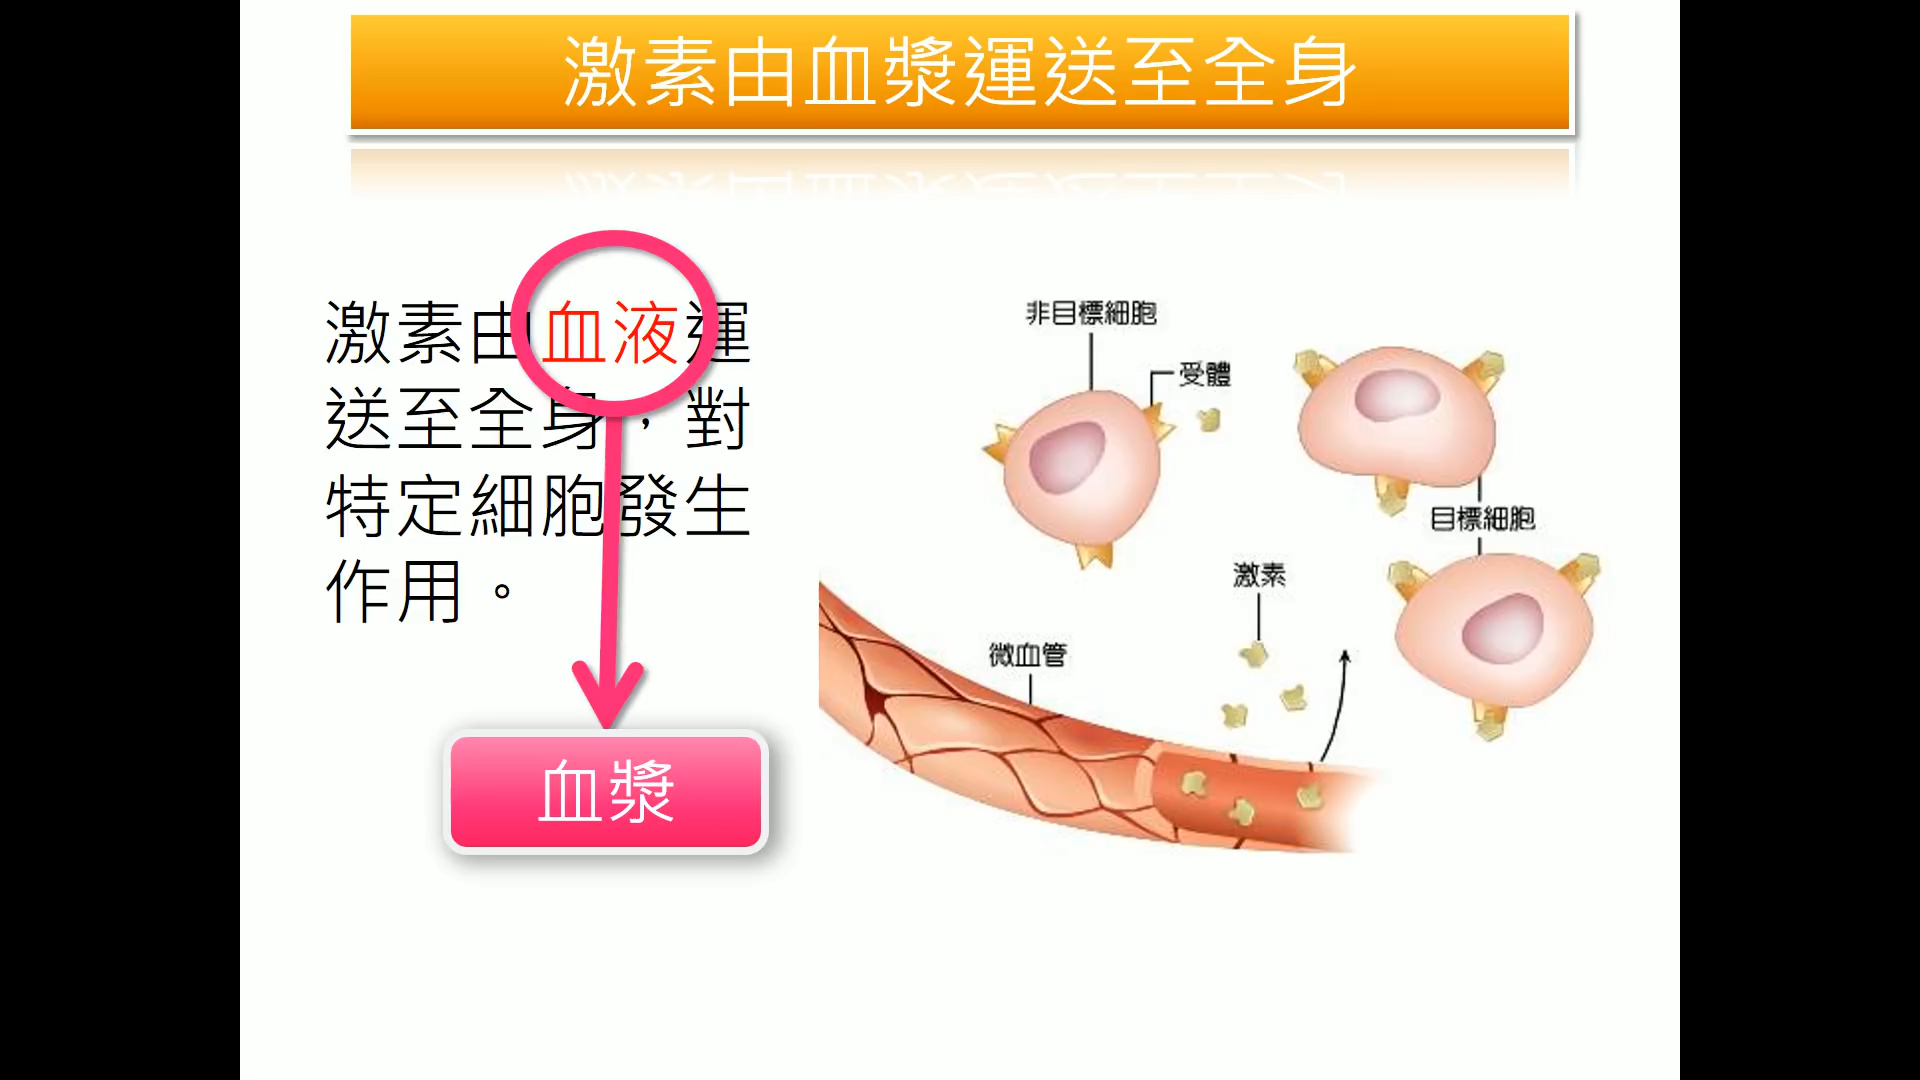 激素由血漿運送至全身
激素由血液運
送至全身，對
特定細胞發生
作用。
血漿
非目標細胞
受體
目標細胞
激素
微血管